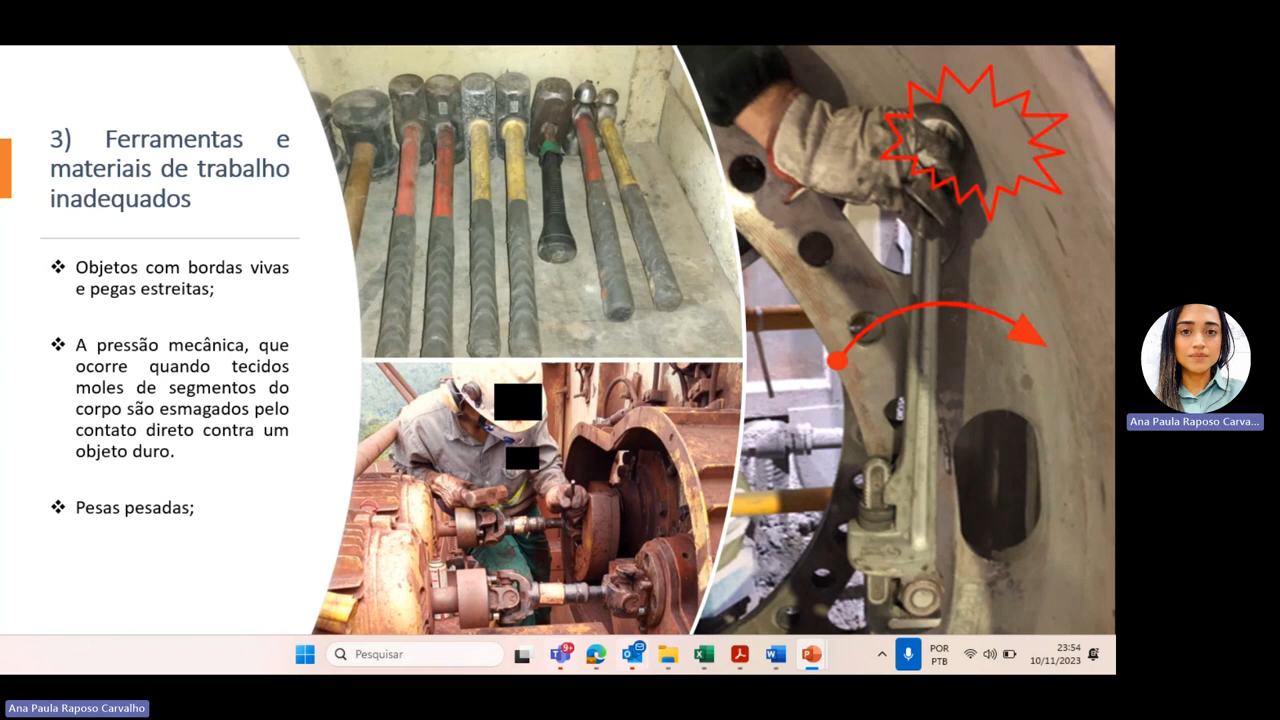 3) Ferramentas e
materiais de trabalho
inadequados
❖ Objetos com bordas vivas
e pegas estreitas;
❖ A pressão mecânica, que
ocorre quando tecidos
moles de segmentos do
corpo são esmagados pelo
contato direto contra um
objeto duro.
❖ Pesas pesadas;
Ana Paula Raposo Carva...
Pesquisar
9+
POR
PTB
23:54
10/11/2023
Ana Paula Raposo Carvalho